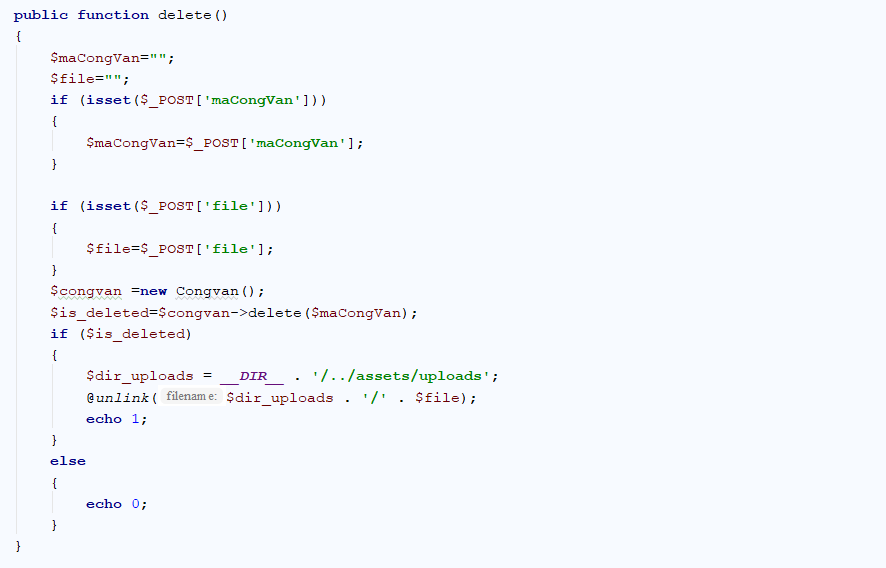 public function delete()
{
    $maCongVan="";
    $file="";
    if (isset($_POST['maCongVan']))
    {
        $maCongVan=$_POST['maCongVan'];
    }

    if (isset($_POST['file']))
    {
        $file=$_POST['file'];
    }
    $congvan =new Congvan();
    $is_deleted=$congvan->delete($maCongVan);
    if ($is_deleted)
    {
        $dir_uploads = __DIR__ . '/../assets/uploads';
        @unlink( filename: $dir_uploads . '/' . $file);
        echo 1;
    }
    else
    {
        echo 0;
    }
}